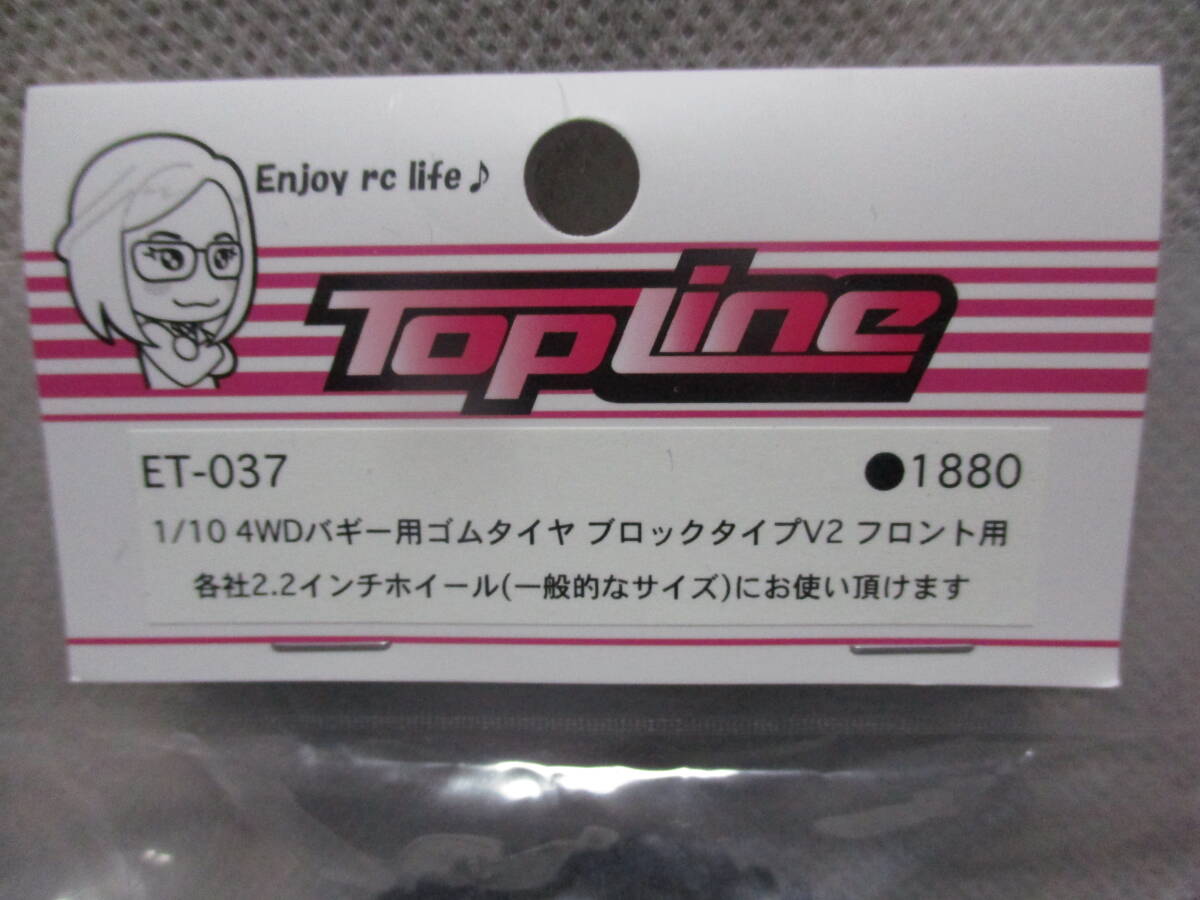 Enjoy rc life♪
TopLine
ET-037 ●1880
1/10 4WDバギー用ゴムタイヤ ブロックタイプV2 フロント用
各社2.2インチホイール(一般的なサイズ)にお使い頂けます